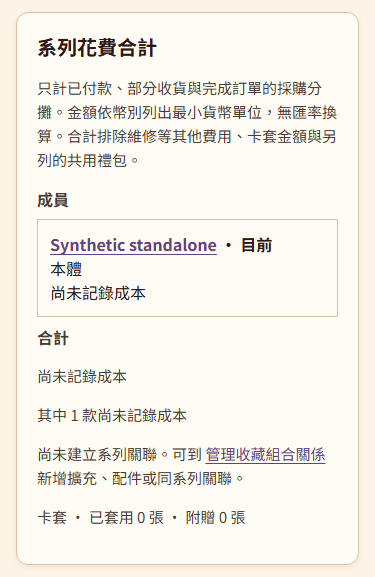 系列花費合計
只計已付款、部分收貨與完成訂單的採購分
攤。金額依幣別列出最小貨幣單位，無匯率換
算。合計排除維修等其他費用、卡套金額與另
列的共用禮包。
成員
Synthetic standalone · 目前
本體
尚未記錄成本
合計
尚未記錄成本
其中 1 款尚未記錄成本
尚未建立系列關聯。可到 管理收藏組合關係
新增擴充、配件或同系列關聯。
卡套 · 已套用 0 張 · 附贈 0 張